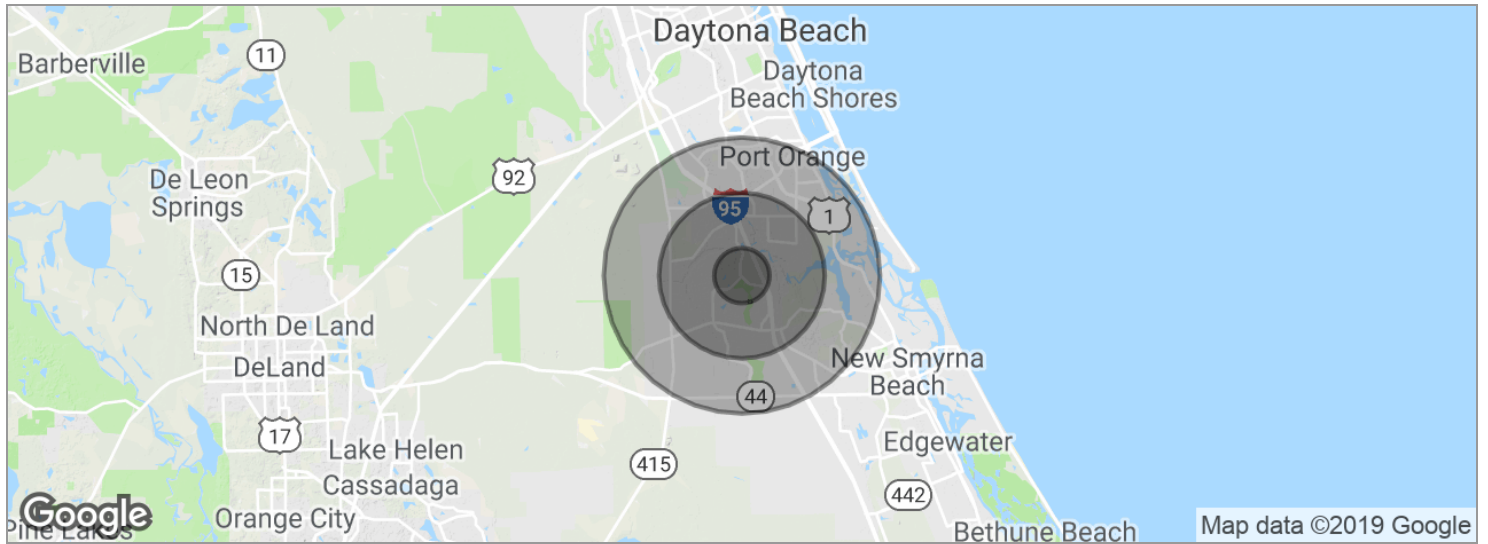 Daytona Beach
Barberville
11
Daytona
Beach Shores
Port Orange
De Leon
Springs
92
95
1
15
North De Land
DeLand
New Smyrna
Beach
44
17
Lake Helen
Edgewater
415
Cassadaga
442
Google
Orange City
Pine Lakes
Bethune Beach
Map data ©2019 Google